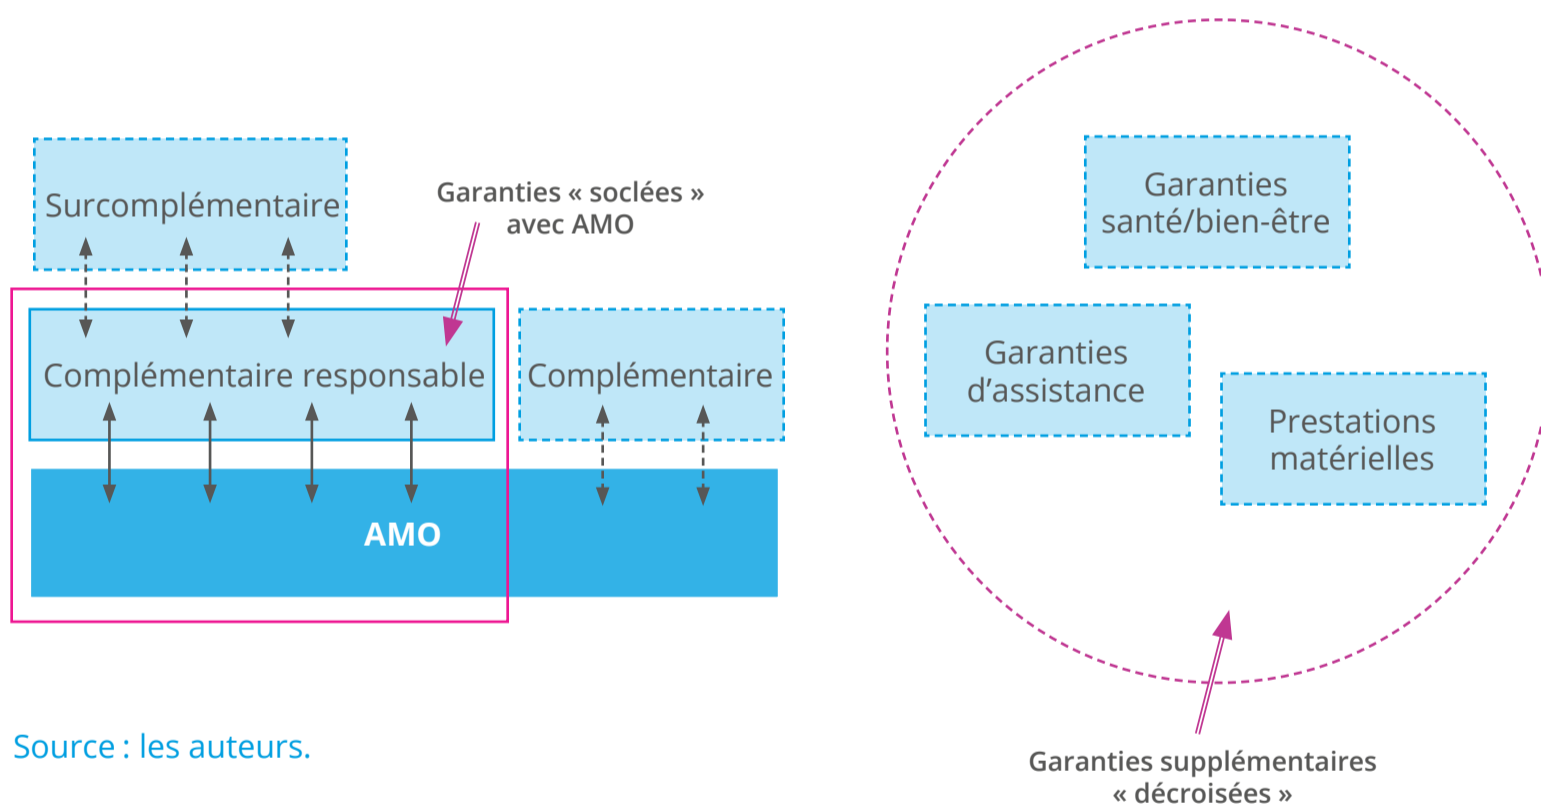 Surcomplémentaire
Garanties « soclées »
avec AMO
Complémentaire responsable
Complémentaire
AMO
Garanties
santé/bien-être
Garanties
d’assistance
Prestations
matérielles
Source : les auteurs.
Garanties supplémentaires
« décroisées »